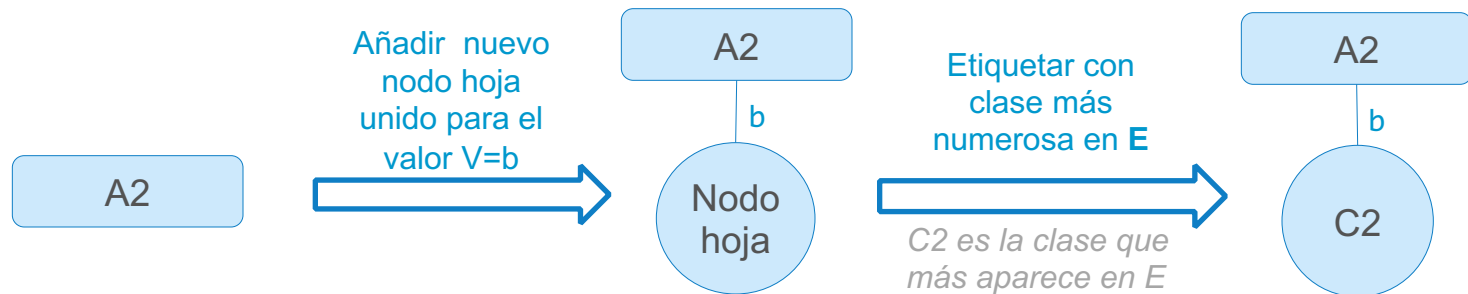 A2
Añadir nuevo
nodo hoja
unido para el
valor V=b
A2
b
Nodo
hoja
Etiquetar con
clase más
numerosa en E
C2 es la clase que
más aparece en E
A2
b
C2